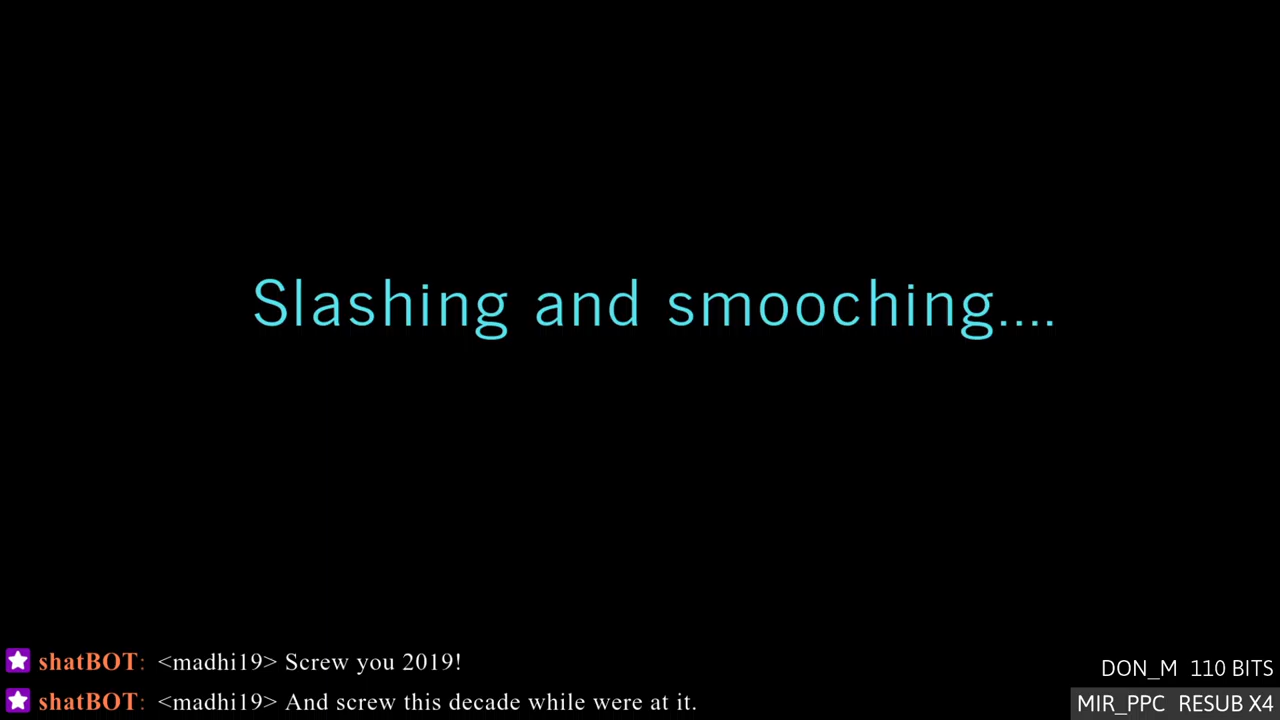 Slashing and smooching....
shatBOT: <madhi19> Screw you 2019!
shatBOT: <madhi19> And screw this decade while were at it.
DON_M 110 BITS
MIR_PPC RESUB X4